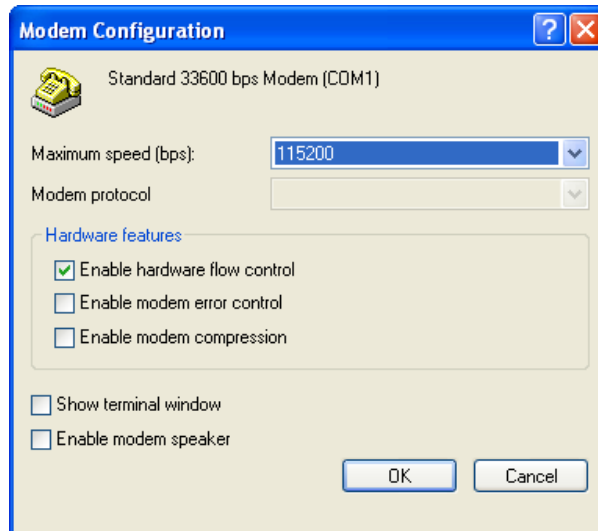 Modem Configuration
Standard 33600 bps Modem (COM1)
Maximum speed (bps): 115200
Modem protocol
Hardware features
Enable hardware flow control
Enable modem error control
Enable modem compression
Show terminal window
Enable modem speaker
OK Cancel